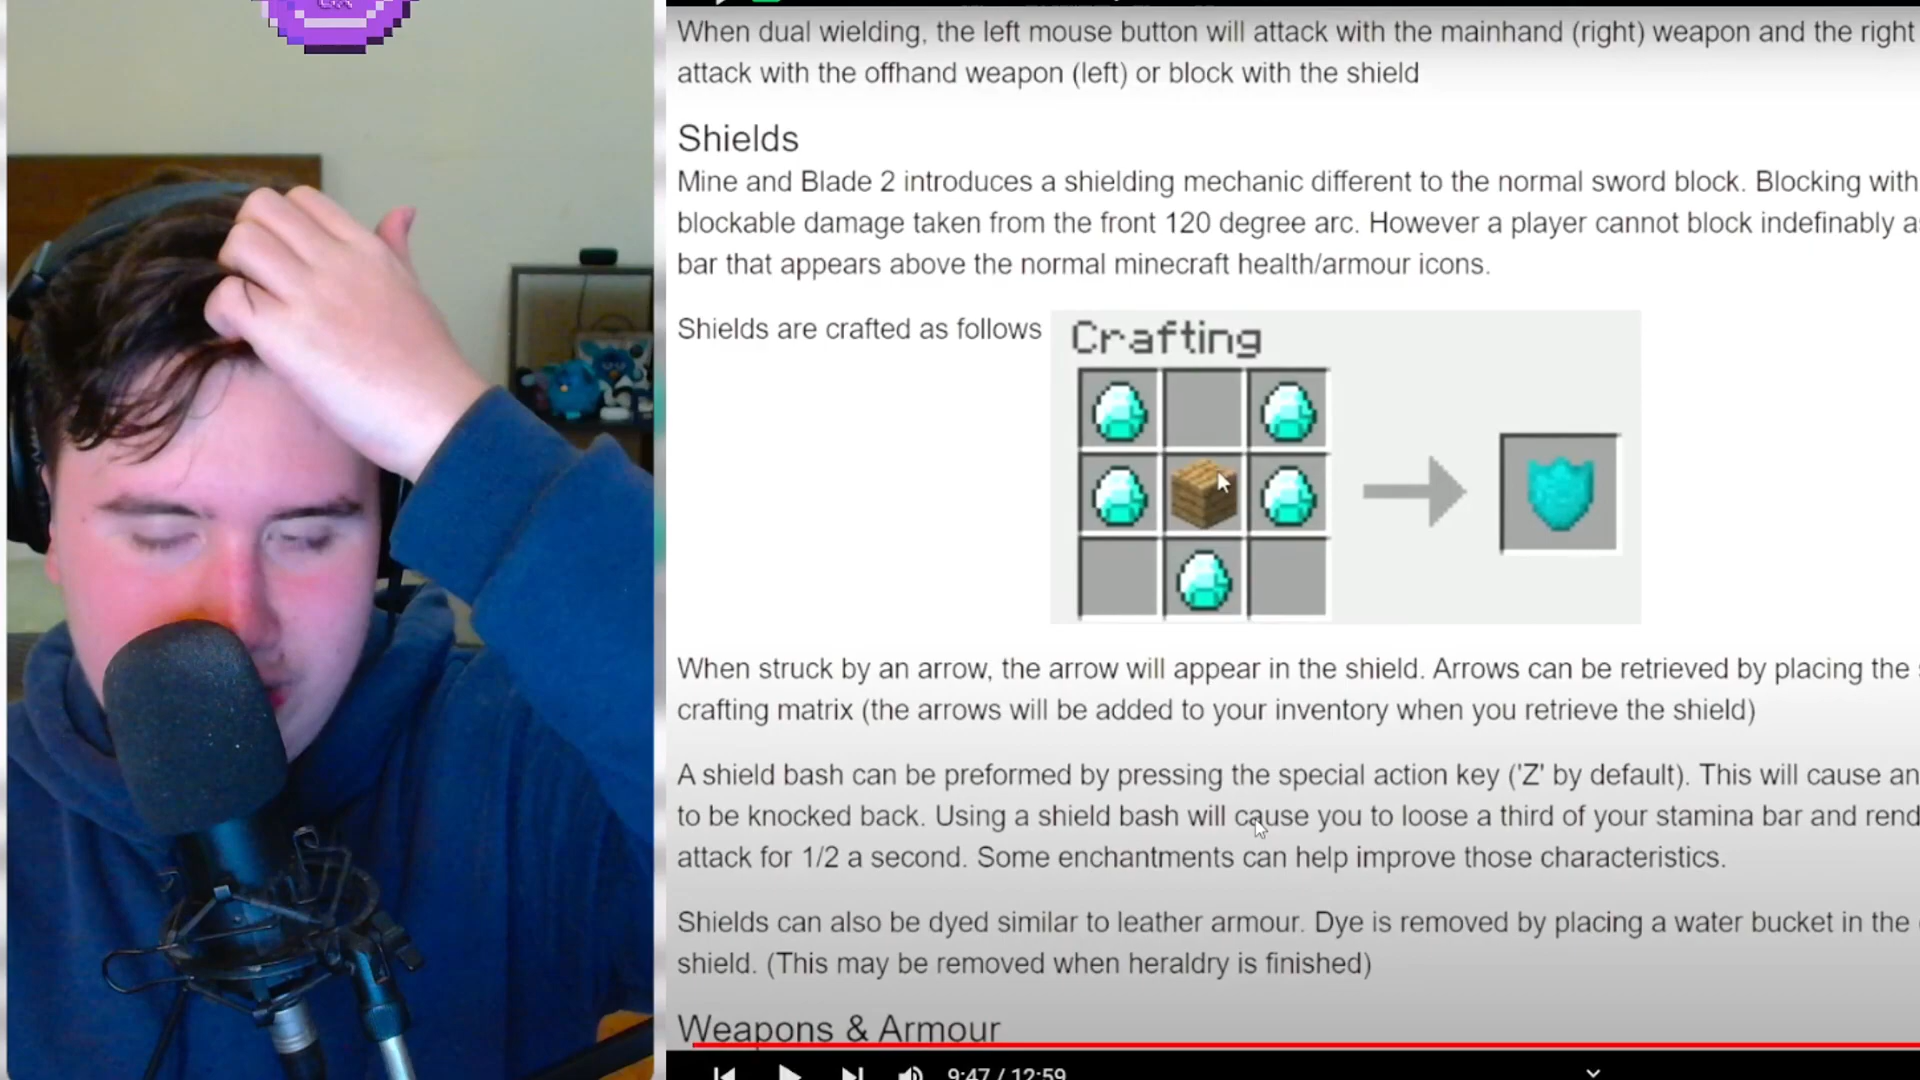 When dual wielding, the left mouse button will attack with the mainhand (right) weapon and the right
attack with the offhand weapon (left) or block with the shield
Shields
Mine and Blade 2 introduces a shielding mechanic different to the normal sword block. Blocking with
blockable damage taken from the front 120 degree arc. However a player cannot block indefinably
bar that appears above the normal minecraft health/armour icons.
Shields are crafted as follows
Crafting
When struck by an arrow, the arrow will appear in the shield. Arrows can be retrieved by placing the
crafting matrix (the arrows will be added to your inventory when you retrieve the shield)
A shield bash can be preformed by pressing the special action key ('Z' by default). This will cause an
to be knocked back. Using a shield bash will cause you to loose a third of your stamina bar and
attack for 1/2 a second. Some enchantments can help improve those characteristics.
Shields can also be dyed similar to leather armour. Dye is removed by placing a water bucket in the
shield. (This may be removed when heraldry is finished)
Weapons & Armour
9:47 / 12:59